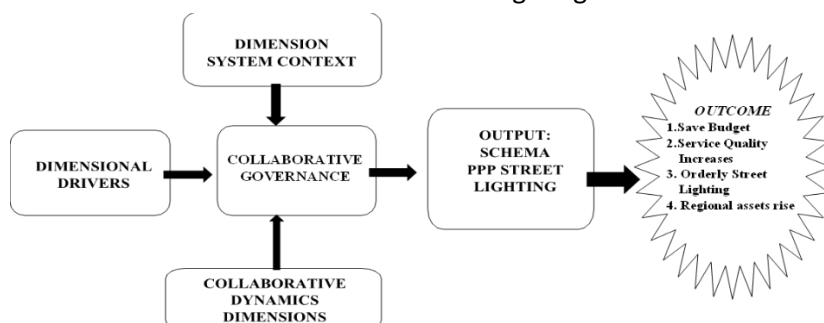 DIMENSION
SYSTEM CONTEXT
DIMENSIONAL
DRIVERS
COLLABORATIVE
GOVERNANCE
OUTPUT:
SCHEMA
PPP STREET
LIGHTING
OUTCOME
1.Save Budget
2.Service Quality
Increases
3. Orderly Street
Lighting
4. Regional assets rise
COLLABORATIVE
DYNAMICS
DIMENSIONS